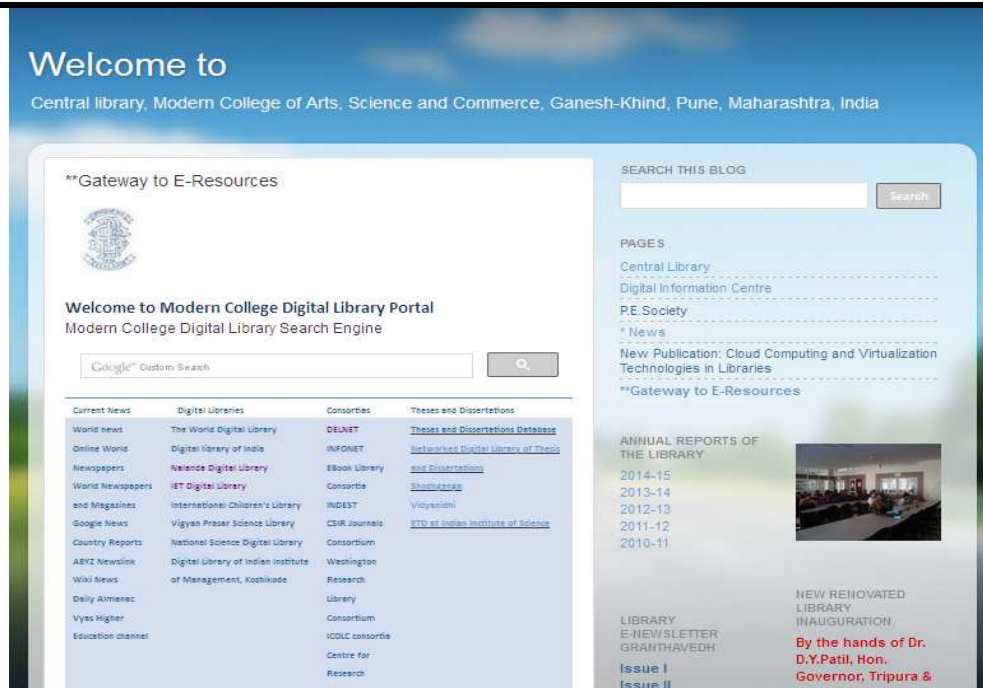 Welcome to
Central library, Modern College of Arts, Science and Commerce, Ganesh-Khind, Pune, Maharashtra, India
**Gateway to E-Resources
Welcome to Modern College Digital Library Portal
Modern College Digital Library Search Engine
Google™ Custom Search
Current News
World news
Online World
Newspapers
World Newspapers
and Magazines
Google News
Country Reports
ABYZ Newslink
Wiki News
Daily Almanac
Vyas Higher
Education channel
Digital Libraries
The World Digital Library
Digital library of India
Nalanda Digital Library
IET Digital Library
International Children's Library
Vigyan Prasar Science Library
National Science Digital Library
Digital Library of Indian Institute
of Management, Kozhikode
Consorties
DELNET
INFONET
EBook Library
Consortia
INDEST
CSIR Journals
Consortium
Washington
Research
Library
Consortium
ICOLC consortia
Centre for
Research
Theses and Dissertations
Theses and Dissertations Database
Networked Digital Library of Thesis
and Dissertations
Shodhganga
Vidyanidhi
ETD at Indian Institute of Science
SEARCH THIS BLOG
Search
PAGES
Central Library
Digital Information Centre
P.E.Society
* News
New Publication: Cloud Computing and Virtualization
Technologies in Libraries
**Gateway to E-Resources
ANNUAL REPORTS OF
THE LIBRARY
2014-15
2013-14
2012-13
2011-12
2010-11
LIBRARY
E-NEWSLETTER
GRANTHAVEDH
Issue I
Issue II
NEW RENOVATED
LIBRARY
INAUGURATION
By the hands of Dr.
D.Y.Patil, Hon.
Governor, Tripura &